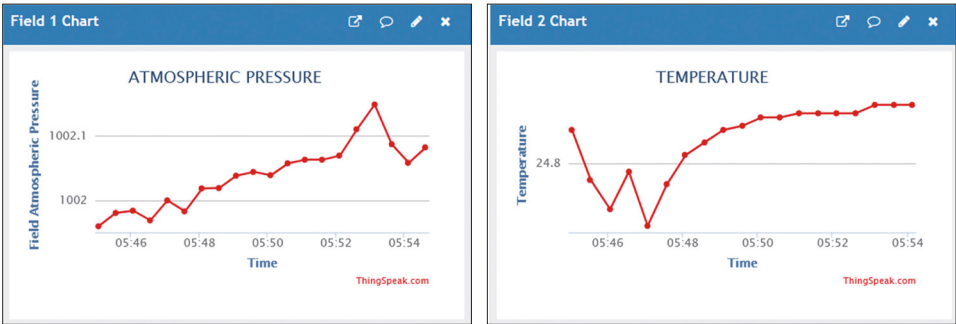 Field 1 Chart
ATMOSPHERIC PRESSURE
Field Atmospheric Pressure
1002.1
1002
05:46 05:48 05:50 05:52 05:54
Time
ThingSpeak.com
Field 2 Chart
TEMPERATURE
Temperature
24.8
05:46 05:48 05:50 05:52 05:54
Time
ThingSpeak.com